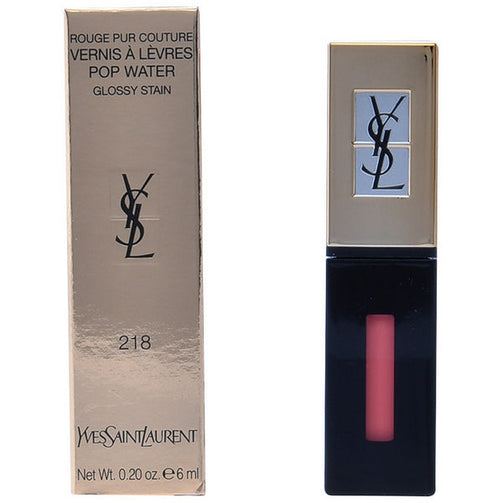 ROUGE PUR COUTURE
VERNIS À LÈVRES
POP WATER
GLOSSY STAIN
YSL
218
YVESSAINTLAURENT
Net Wt. 0.20 oz. ℮ 6 ml
YSL